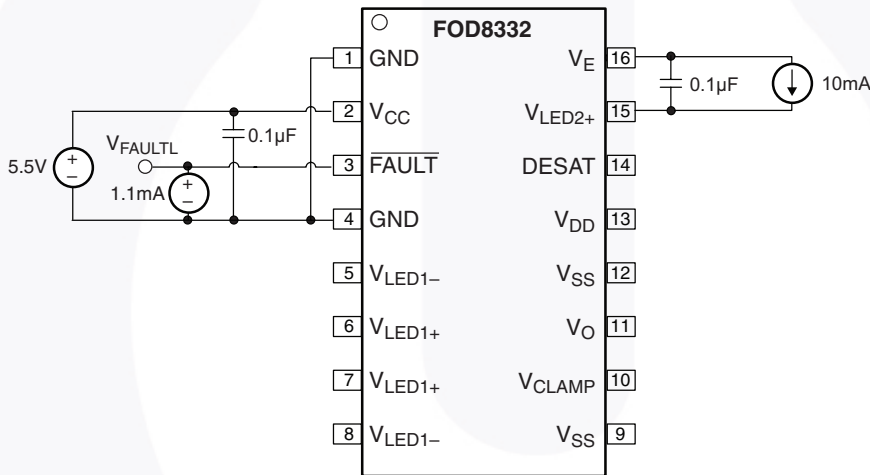 FOD8332
1 GND
2 VCC
3 FAULT
4 GND
5 VLED1–
6 VLED1+
7 VLED1+
8 VLED1–
VE 16
VLED2+ 15
DESAT 14
VDD 13
VSS 12
VO 11
VCLAMP 10
VSS 9
5.5V
+
–
VFAULTL
1.1mA
+
–
0.1µF
0.1µF
10mA